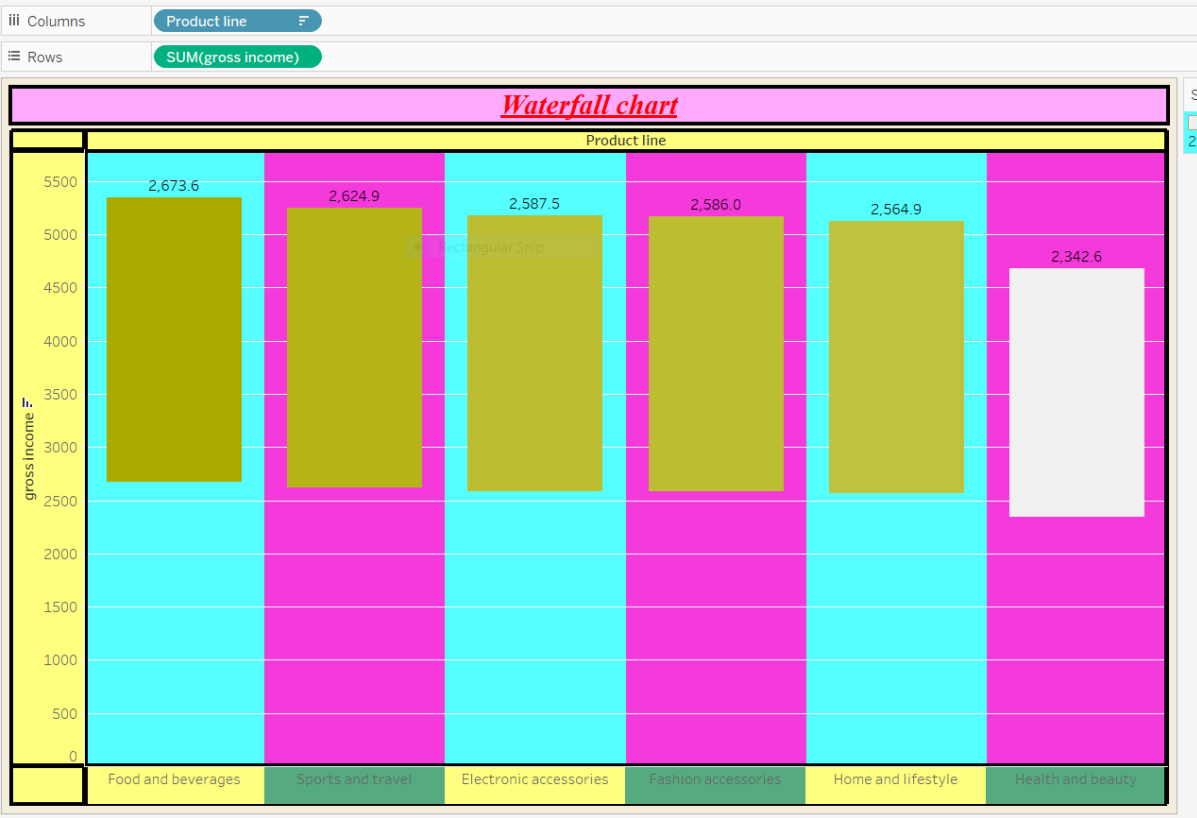 Columns
Product line
Rows
SUM(gross income)
Waterfall chart
Product line
gross income
5500
5000
4500
4000
3500
3000
2500
2000
1500
1000
500
0
2,673.6
2,624.9
2,587.5
2,586.0
2,564.9
2,342.6
Rectangular Snip
Food and beverages
Sports and travel
Electronic accessories
Fashion accessories
Home and lifestyle
Health and beauty
S
2